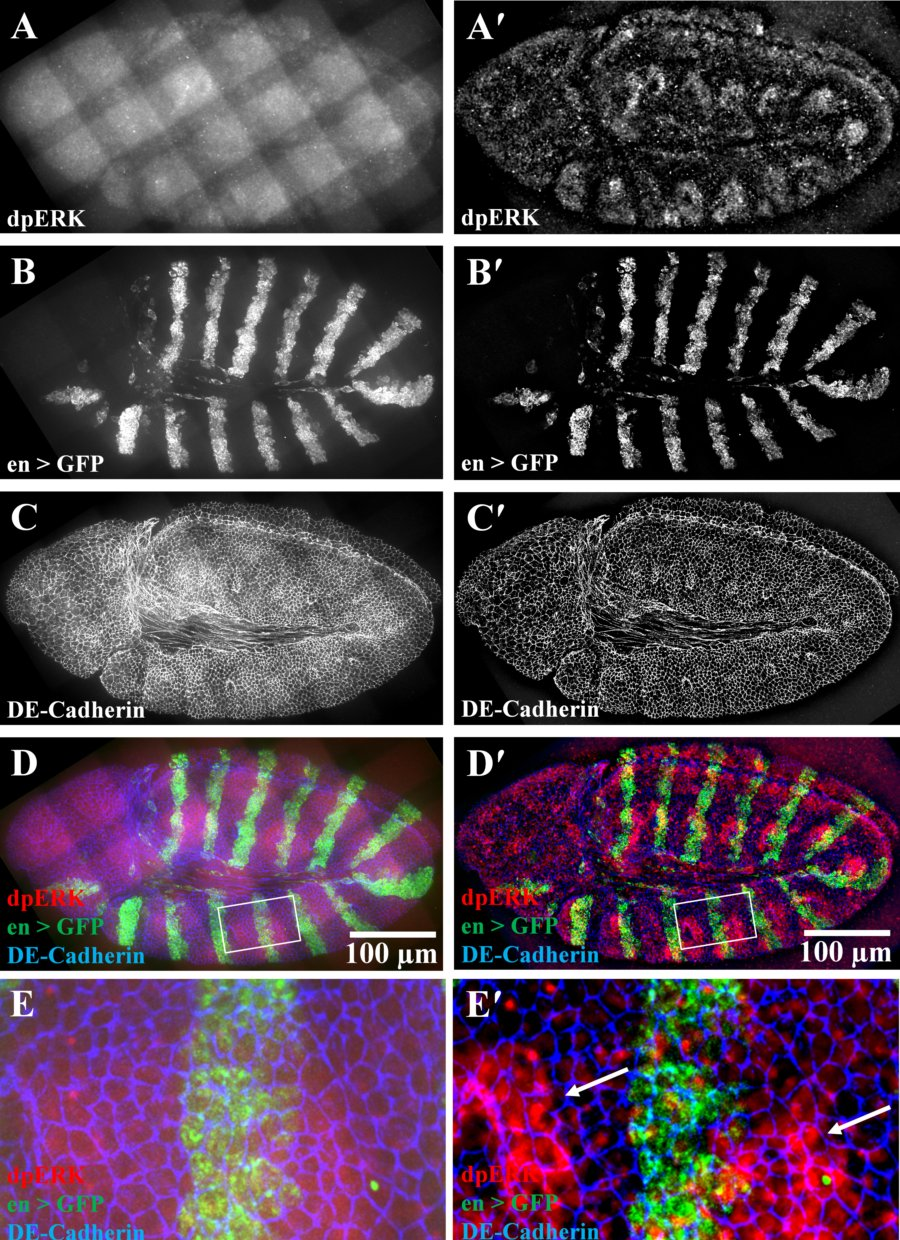 A
dpERK
A′
dpERK
B
en > GFP
B′
en > GFP
C
DE-Cadherin
C′
DE-Cadherin
D
dpERK
en > GFP
DE-Cadherin
100 µm
D′
dpERK
en > GFP
DE-Cadherin
100 µm
E
dpERK
en > GFP
DE-Cadherin
E′
dpERK
en > GFP
DE-Cadherin